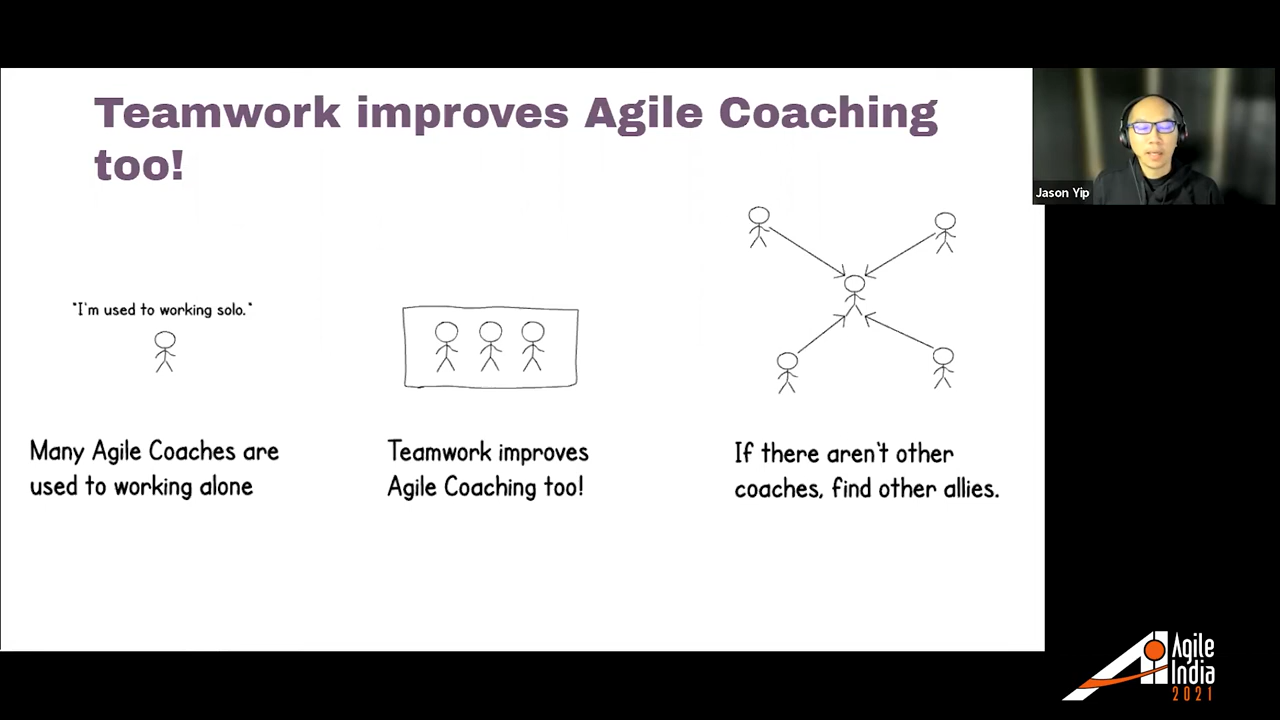 Teamwork improves Agile Coaching
too!
Jason Yip
"I'm used to working solo."
Many Agile Coaches are
used to working alone
Teamwork improves
Agile Coaching too!
If there aren't other
coaches, find other allies.
Agile
India
2021